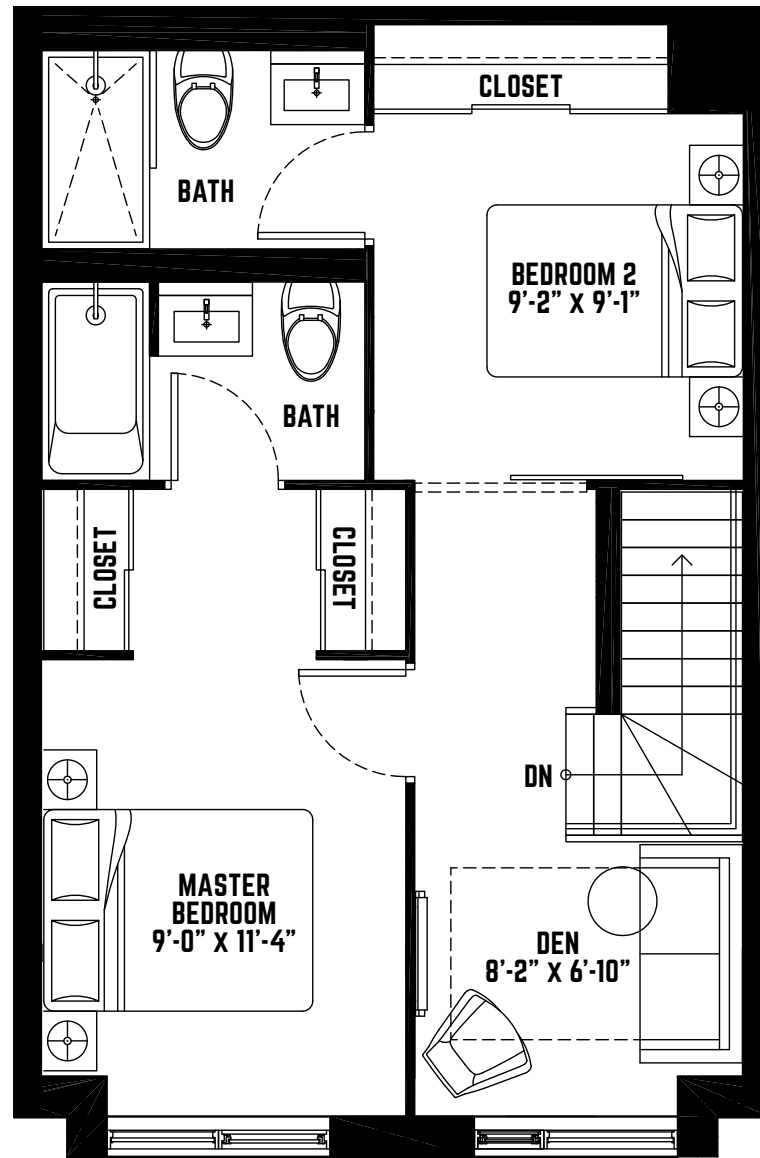 CLOSET
BATH
BEDROOM 2
9’-2” X 9’-1”
BATH
CLOSET
CLOSET
DN
MASTER
BEDROOM
9’-0” X 11’-4”
DEN
8’-2” X 6’-10”